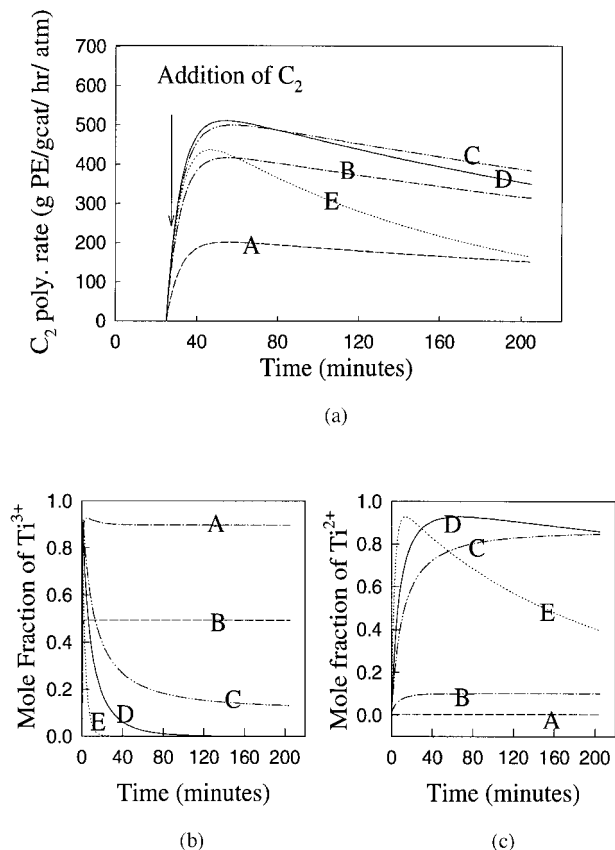 700
600
500
400
300
200
100
0
C₂ poly. rate (g PE/gcat/ hr/ atm)
Addition of C₂
C
D
B
E
A
0 40 80 120 160 200
Time (minutes)
(a)
1.0
0.8
0.6
0.4
0.2
0.0
Mole Fraction of Ti³⁺
A
B
C
D
E
0 40 80 120 160 200
Time (minutes)
(b)
1.0
0.8
0.6
0.4
0.2
0.0
Mole fraction of Ti²⁺
D
C
E
B
A
0 40 80 120 160 200
Time (minutes)
(c)